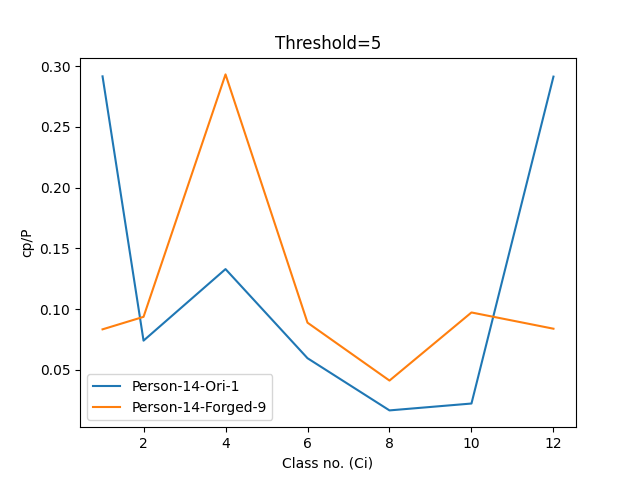 Threshold=5
0.30
0.25
0.20
0.15
0.10
0.05
cp/P
Person-14-Ori-1
Person-14-Forged-9
2 4 6 8 10 12
Class no. (Ci)